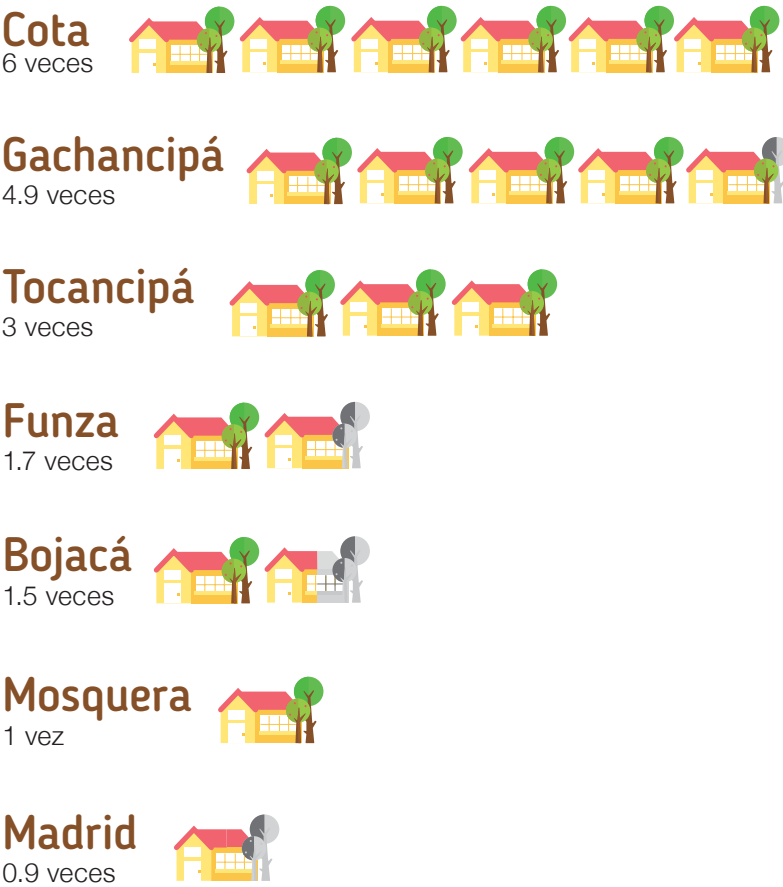 Cota
6 veces
Gachancipá
4.9 veces
Tocancipá
3 veces
Funza
1.7 veces
Bojacá
1.5 veces
Mosquera
1 vez
Madrid
0.9 veces